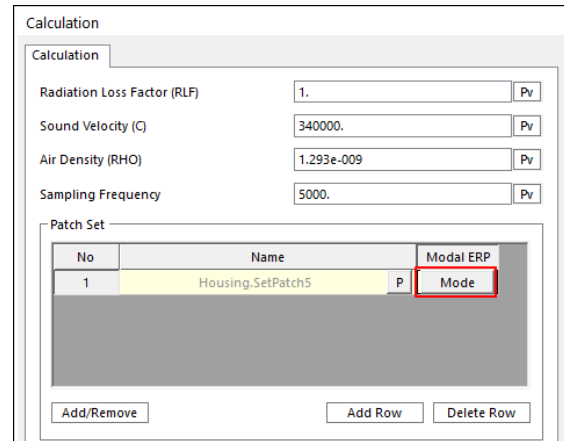 Calculation
Calculation
Radiation Loss Factor (RLF) 1. Pv
Sound Velocity (C) 340000. Pv
Air Density (RHO) 1.293e-009 Pv
Sampling Frequency 5000. Pv
Patch Set
No Name Modal ERP
1 Housing.SetPatch5 P Mode
Add/Remove Add Row Delete Row